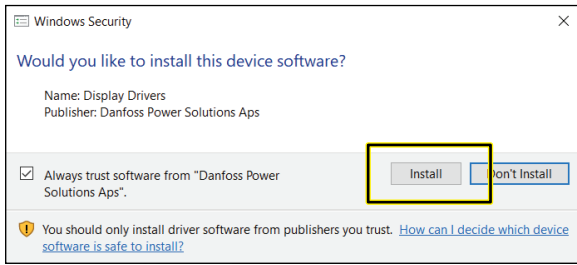 Windows Security
Would you like to install this device software?
Name: Display Drivers
Publisher: Danfoss Power Solutions Aps
Always trust software from "Danfoss Power
Solutions Aps".
Install
Don't Install
You should only install driver software from publishers you trust. How can I decide which device
software is safe to install?